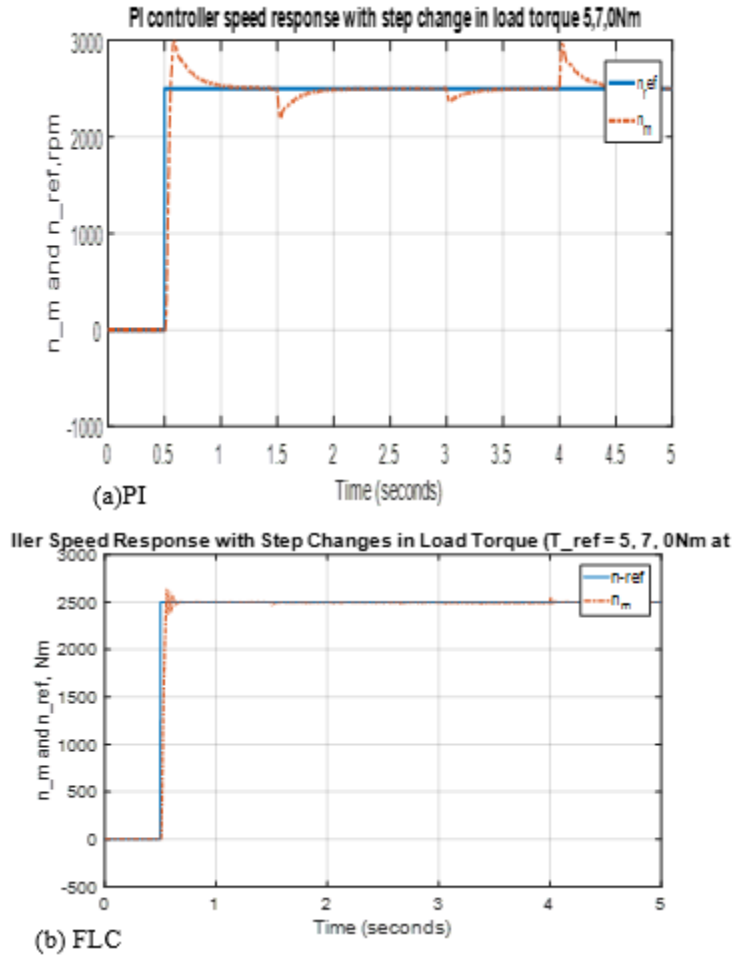 PI controller speed response with step change in load torque 5,7,0Nm
n_m and n_ref,rpm
3000
2000
1000
0
-1000
n_ref
n_m
0 0.5 1 1.5 2 2.5 3 3.5 4 4.5 5
Time (seconds)
(a)PI
ller Speed Response with Step Changes in Load Torque (T_ref = 5, 7, 0Nm at
n_m and n_ref, Nm
3000
2500
2000
1500
1000
500
0
-500
n-ref
n_m
0 1 2 3 4 5
Time (seconds)
(b) FLC